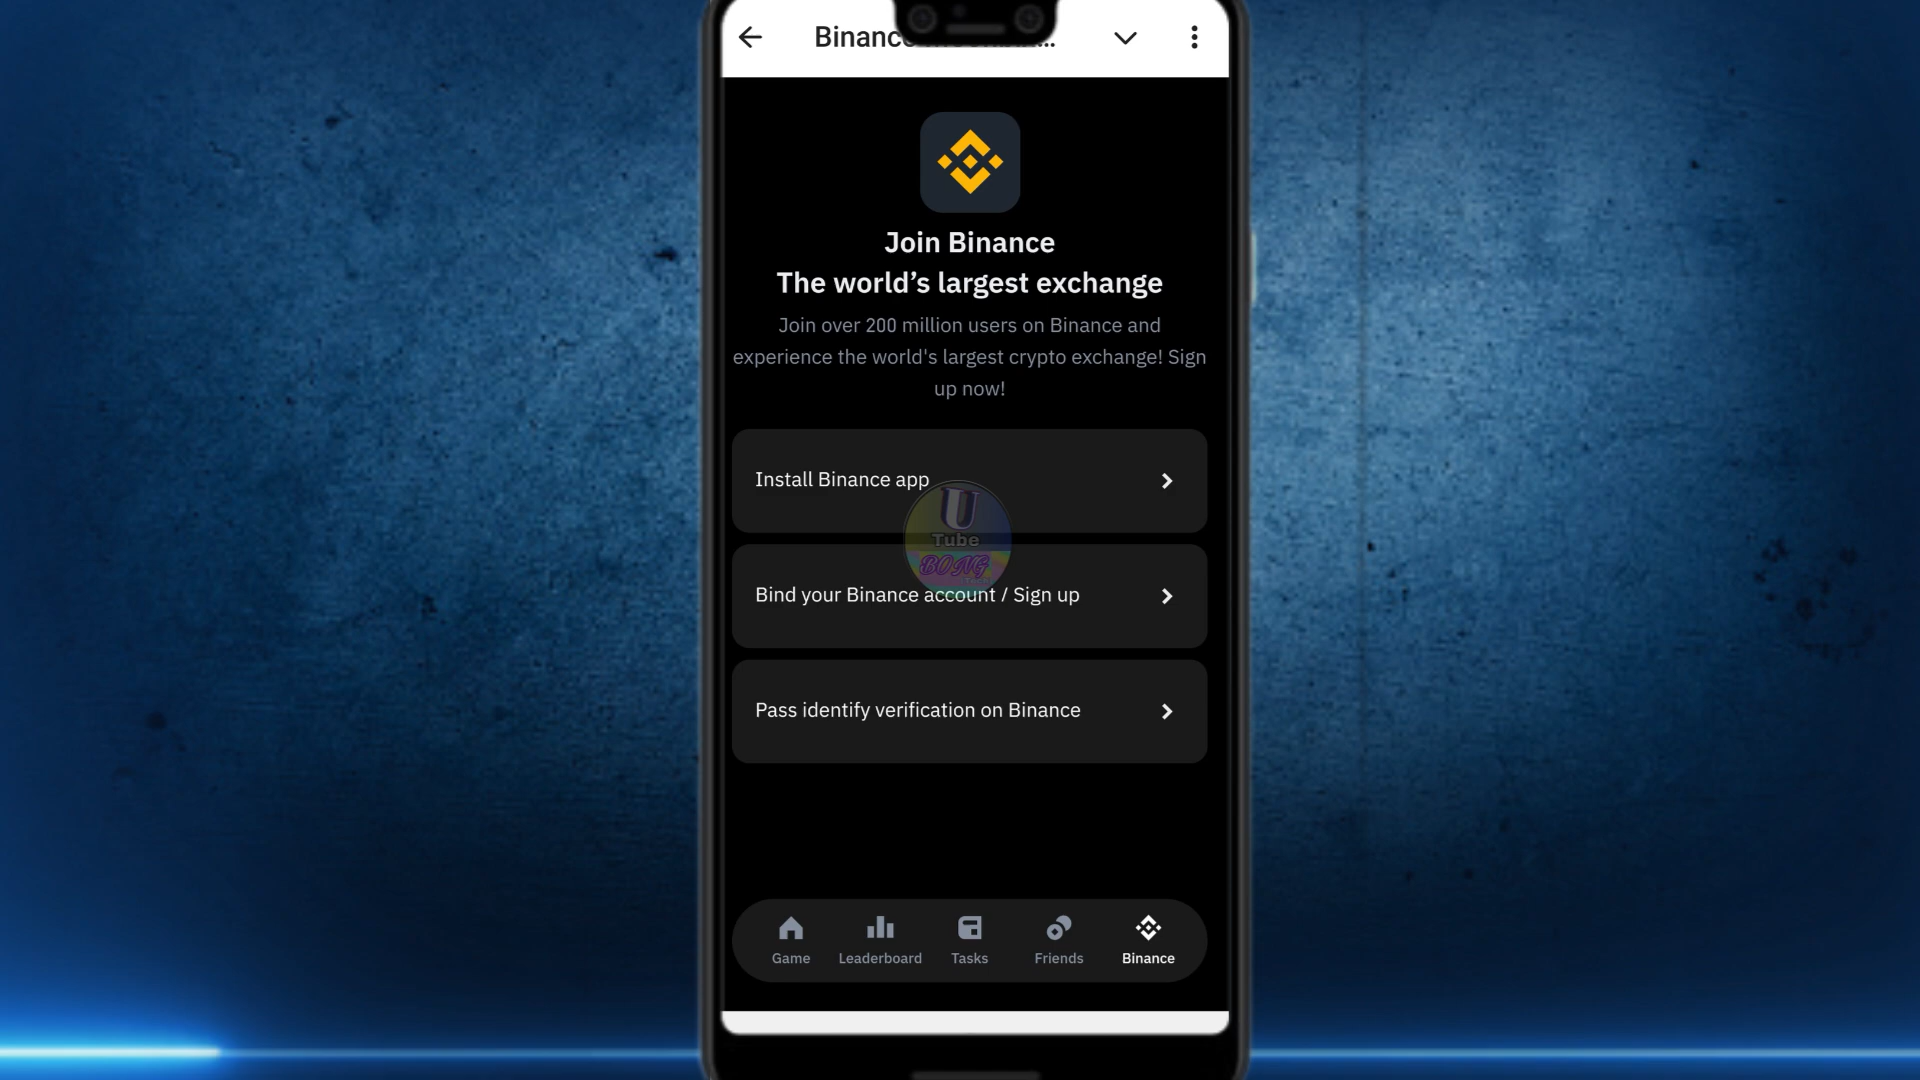 Binance
Join Binance
The world’s largest exchange
Join over 200 million users on Binance and
experience the world's largest crypto exchange! Sign
up now!
Install Binance app
U
Tube
BONG
Bind your Binance account / Sign up
Pass identify verification on Binance
Game
Leaderboard
Tasks
Friends
Binance